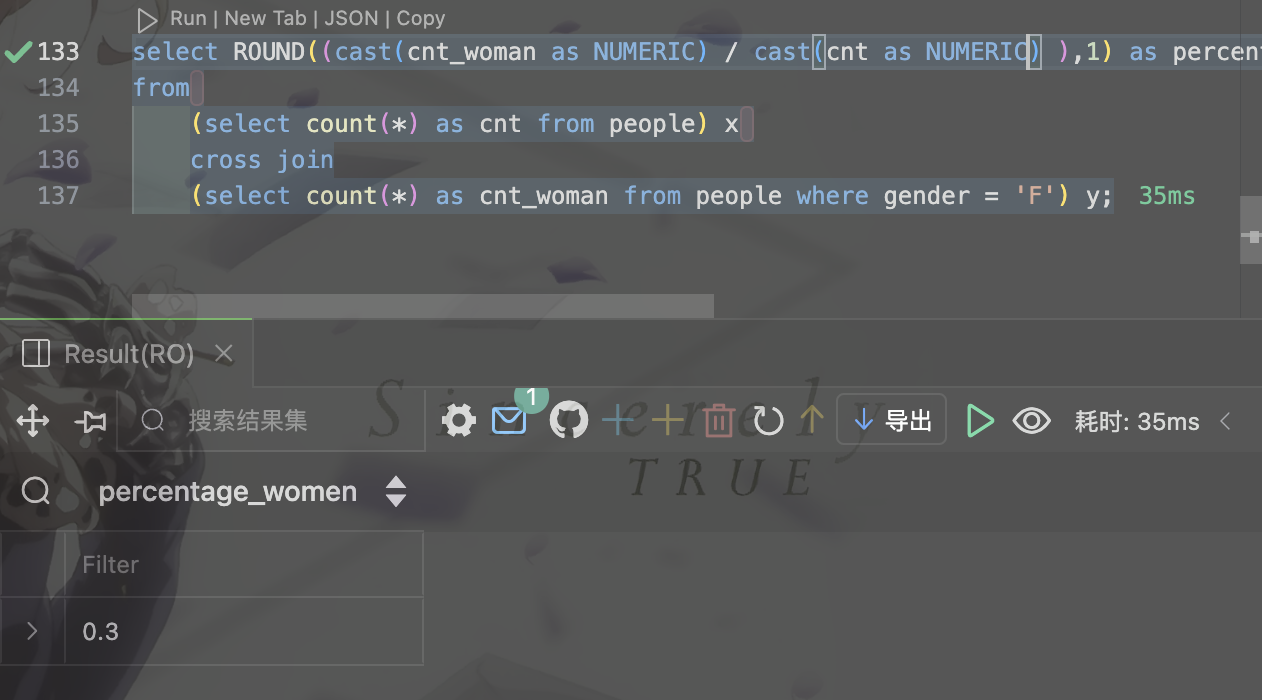 Run | New Tab | JSON | Copy
133 select ROUND((cast(cnt_woman as NUMERIC) / cast(cnt as NUMERIC) ),1) as percen
134 from
135 (select count(*) as cnt from people) x
136 cross join
137 (select count(*) as cnt_woman from people where gender = 'F') y; 35ms
Result(RO)
搜索结果集
1
导出
耗时: 35ms
Sincerely
TRUE
percentage_women
Filter
0.3